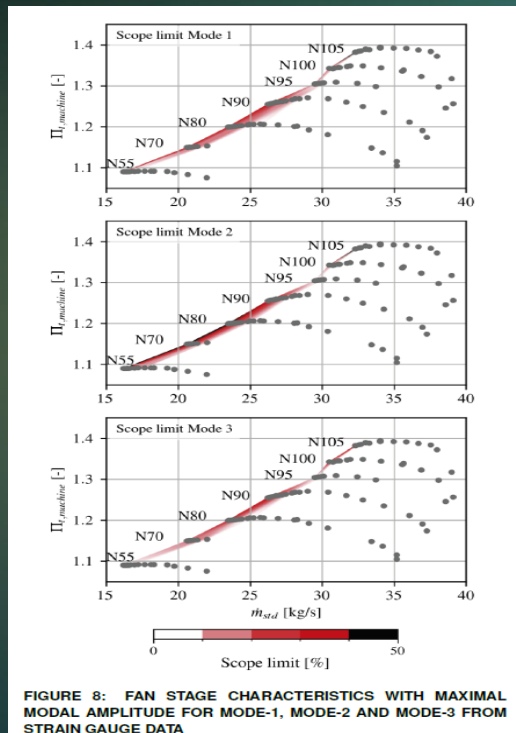 Scope limit Mode 1
1.4
1.3
1.2
1.1
Π_{t,machine} [-]
N55
N70
N80
N90
N95
N100
N105
15
20
25
30
35
40
Scope limit Mode 2
1.4
1.3
1.2
1.1
Π_{t,machine} [-]
N55
N70
N80
N90
N95
N100
N105
15
20
25
30
35
40
Scope limit Mode 3
1.4
1.3
1.2
1.1
Π_{t,machine} [-]
N55
N70
N80
N90
N95
N100
N105
15
20
25
30
35
40
ṁ_{std} [kg/s]
0
50
Scope limit [%]
FIGURE 8: FAN STAGE CHARACTERISTICS WITH MAXIMAL
MODAL AMPLITUDE FOR MODE-1, MODE-2 AND MODE-3 FROM
STRAIN GAUGE DATA